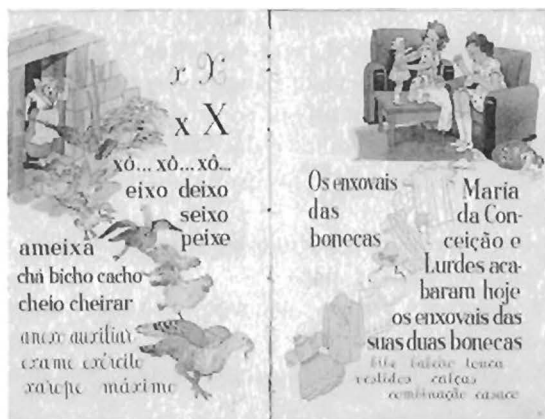 x X
x X
xô... xô... xô...
eixo deixo
seixo
peixe
ameixa
chá bicho cacho
cheio cheirar
anexo auxiliar
exame exército
xarope máximo
Os enxovais
das
bonecas
Maria
da Con-
ceição e
Lurdes aca-
baram hoje
os enxovais das
suas duas bonecas
touca
vestidos calças
combinação casaco